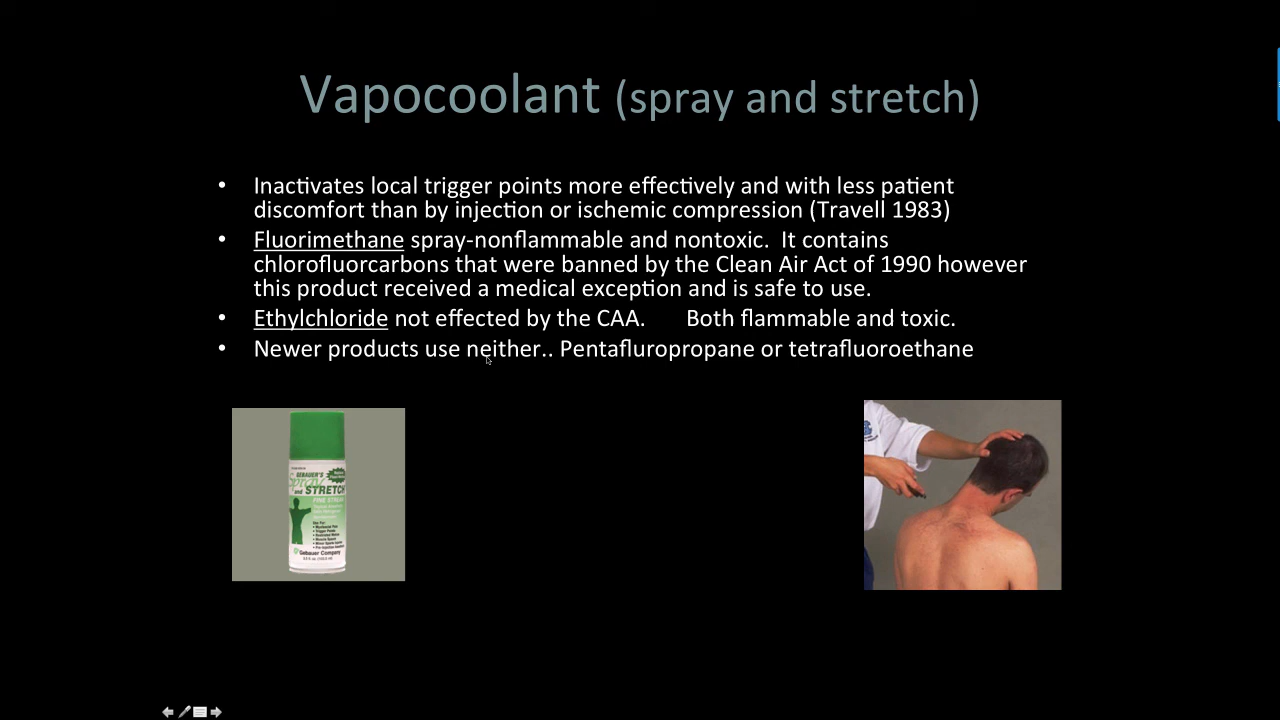 Vapocoolant (spray and stretch)
• Inactivates local trigger points more effectively and with less patient
discomfort than by injection or ischemic compression (Travell 1983)
• Fluorimethane spray-nonflammable and nontoxic. It contains
chlorofluorcarbons that were banned by the Clean Air Act of 1990 however
this product received a medical exception and is safe to use.
• Ethylchloride not effected by the CAA. Both flammable and toxic.
• Newer products use neither.. Pentafluropropane or tetrafluoroethane
GEBAUER'S
Spray
and STRETCH
Gebauer Company